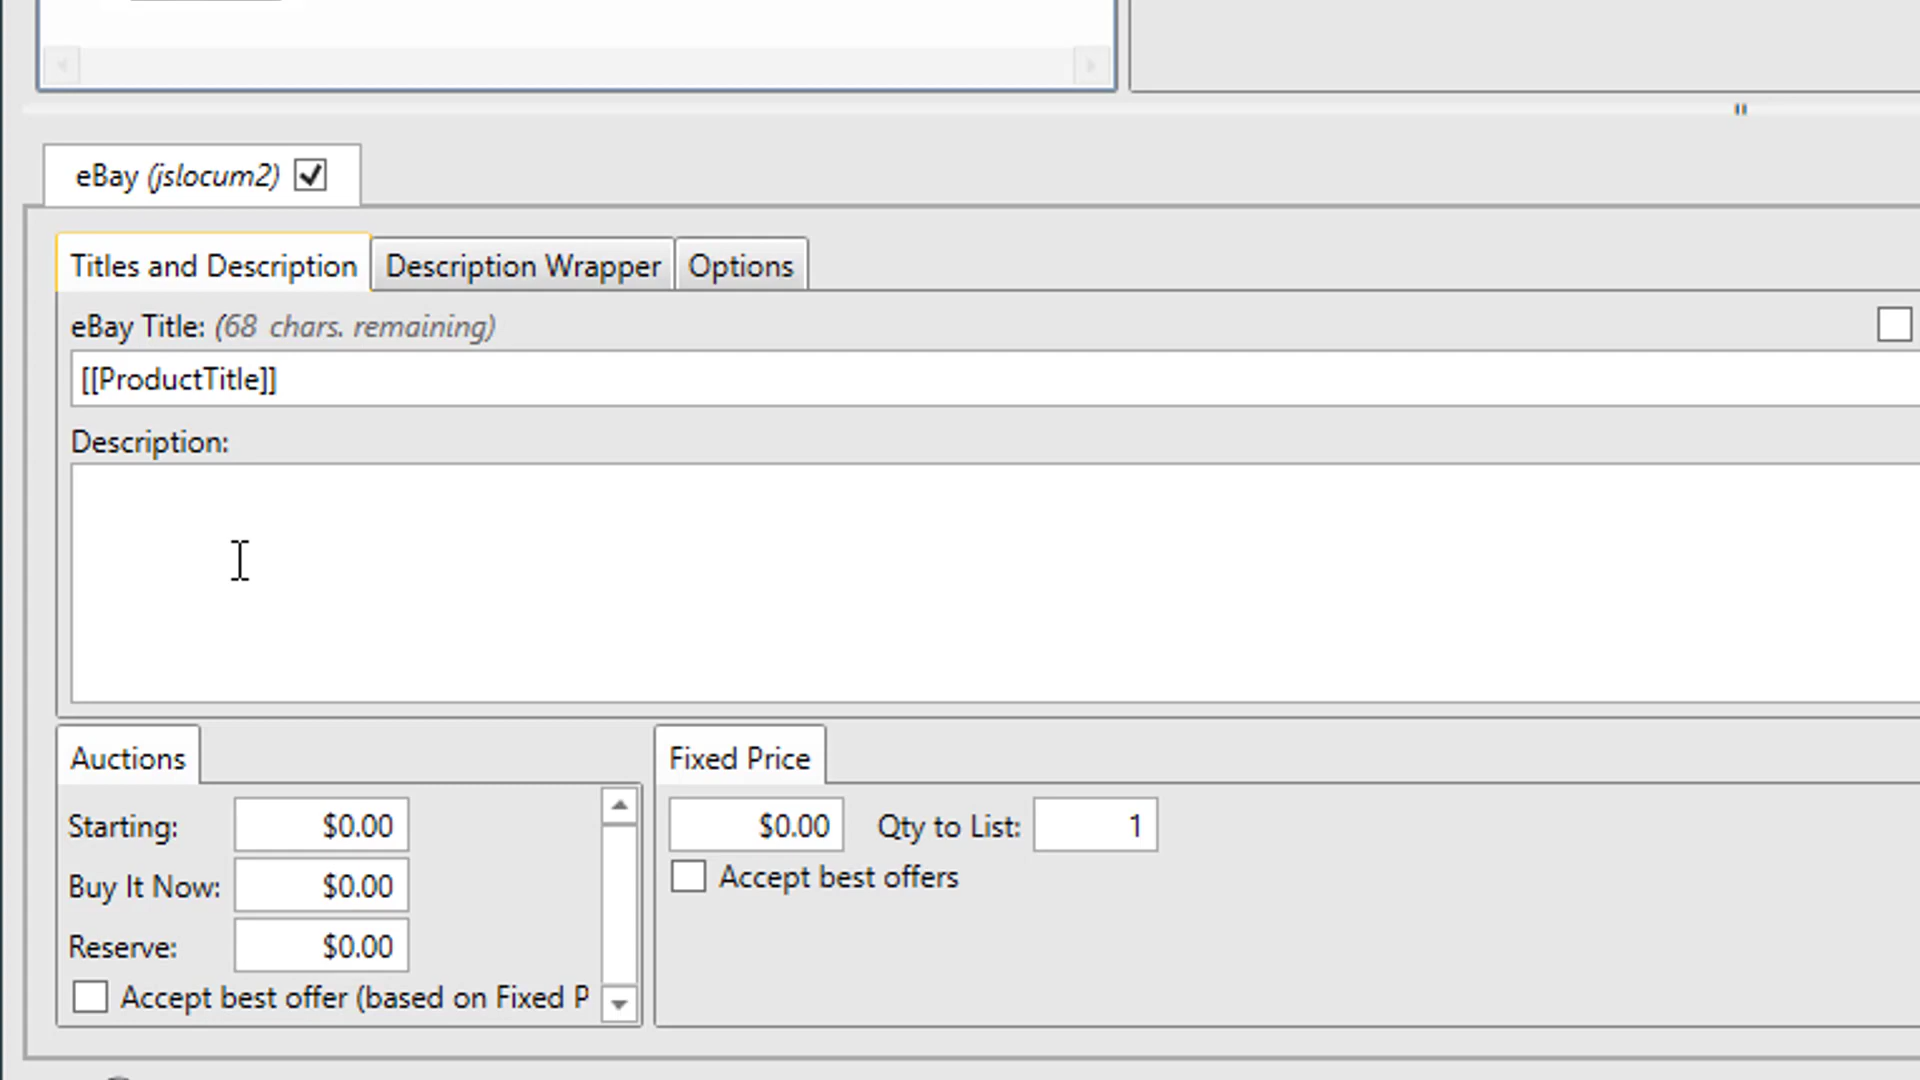 eBay (jslocum2)
Titles and Description Description Wrapper Options
eBay Title: (68 chars. remaining)
[[ProductTitle]]
Description:
Auctions
Starting: $0.00
Buy It Now: $0.00
Reserve: $0.00
Accept best offer (based on Fixed P
Fixed Price
$0.00 Qty to List: 1
Accept best offers